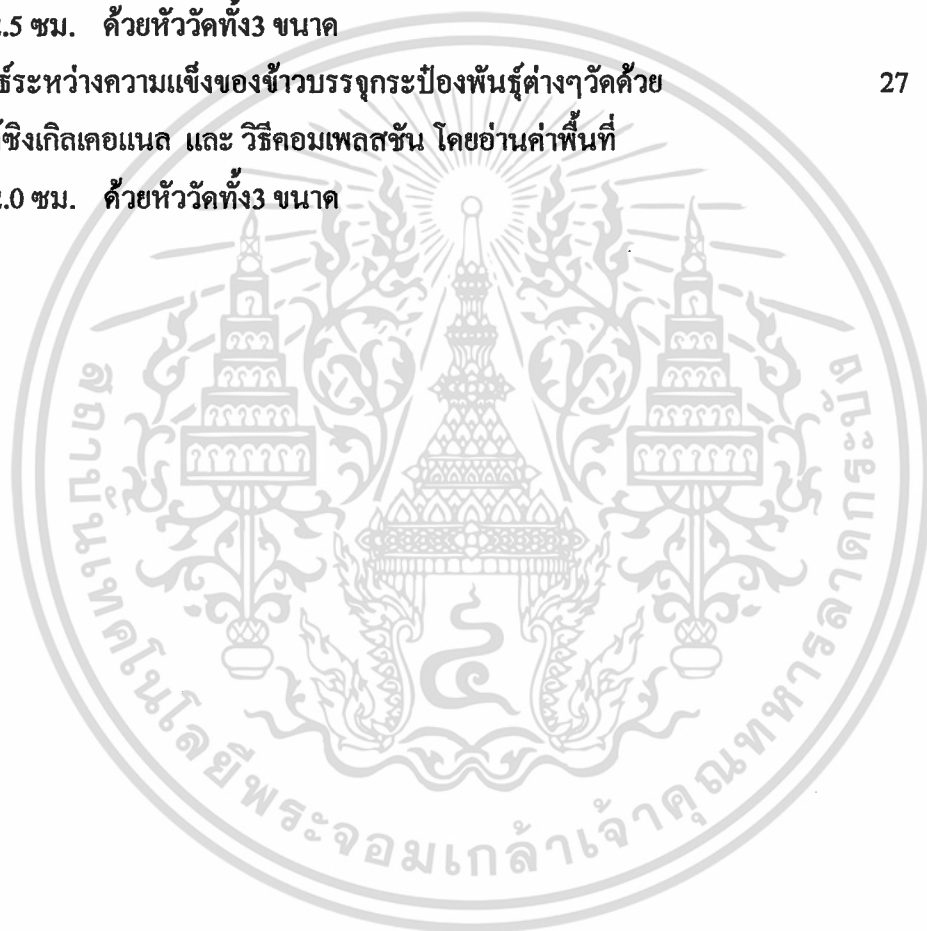 .5 ซม. ด้วยหัววัดทั้ง3 ขนาด
ธ์ระหว่างความแข็งของข้าวบรรจุกระป๋องพันธุ์ต่างๆวัดด้วย 27
ซิงเกิลเคอแนล และ วิธีคอมเพลสชัน โดยอ่านค่าพื้นที่
.0 ซม. ด้วยหัววัดทั้ง3 ขนาด
สถาบันเทคโนโลยีพระจอมเกล้าเจ้าคุณทหารลาดกระบัง